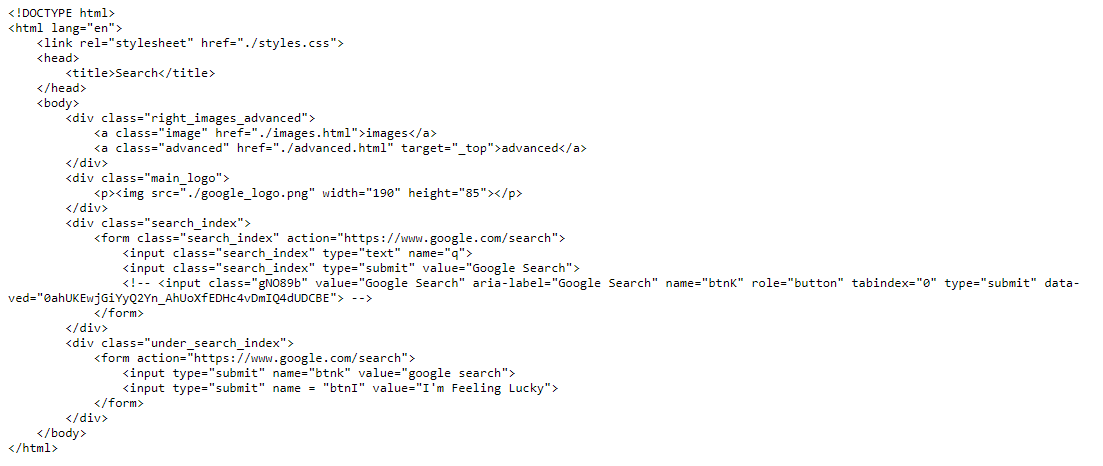 <!DOCTYPE html>
<html lang="en">
    <link rel="stylesheet" href="./styles.css">
    <head>
        <title>Search</title>
    </head>
    <body>
        <div class="right_images_advanced">
            <a class="image" href="./images.html">images</a>
            <a class="advanced" href="./advanced.html" target="_top">advanced</a>
        </div>
        <div class="main_logo">
            <p><img src="./google_logo.png" width="190" height="85"></p>
        </div>
        <div class="search_index">
            <form class="search_index" action="https://www.google.com/search">
                <input class="search_index" type="text" name="q">
                <input class="search_index" type="submit" value="Google Search">
                <!-- <input class="gNO89b" value="Google Search" aria-label="Google Search" name="btnK" role="button" tabindex="0" type="submit" data-
ved="0ahUKEwjGiYyQ2Yn_AhUoXfEDHc4vDmIQ4dUDCBE"> -->
            </form>
        </div>
        <div class="under_search_index">
            <form action="https://www.google.com/search">
                <input type="submit" name="btnk" value="google search">
                <input type="submit" name = "btnI" value="I'm Feeling Lucky">
            </form>
        </div>
    </body>
</html>